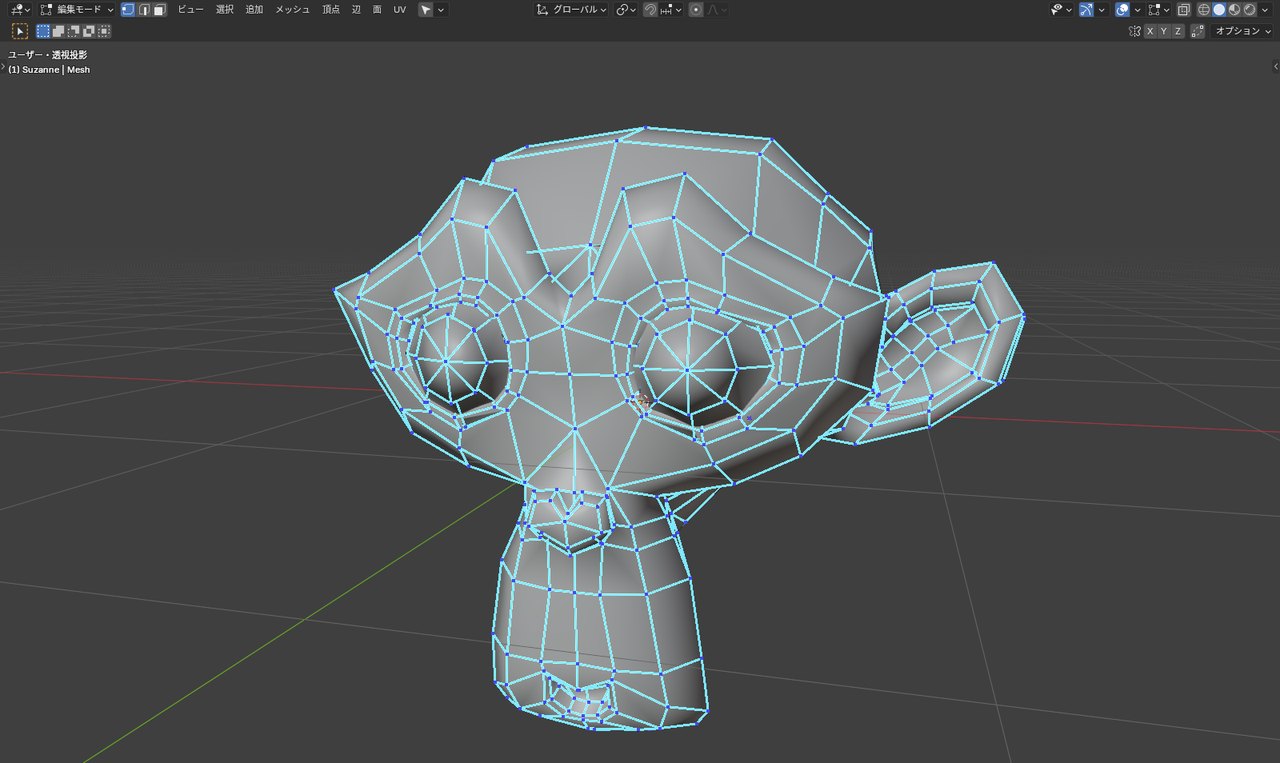 編集モード ビュー 選択 追加 メッシュ 頂点 辺 面 UV グローバル
X Y Z オプション
ユーザー・透視投影
(1) Suzanne | Mesh